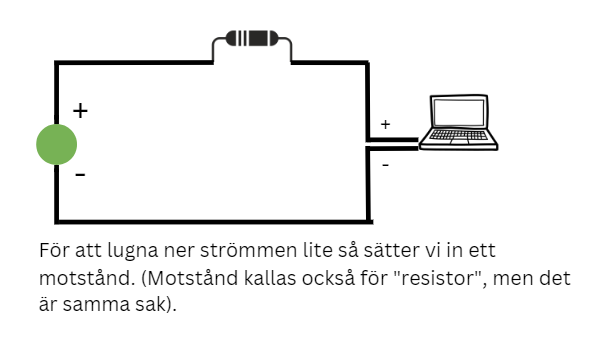 +
-
+
-
För att lugna ner strömmen lite så sätter vi in ett
motstånd. (Motstånd kallas också för "resistor", men det
är samma sak).